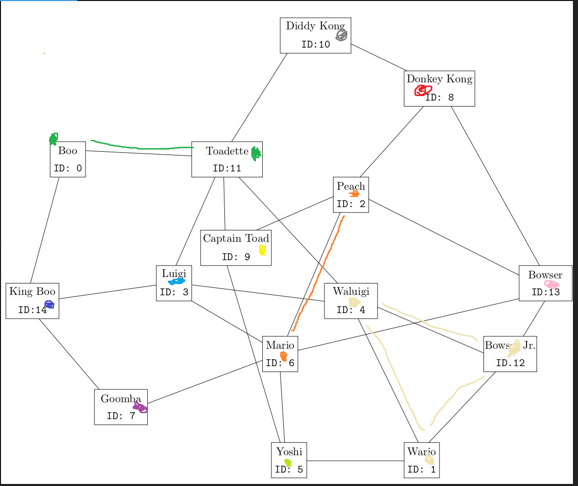 Diddy Kong
ID:10
Donkey Kong
ID: 8
Boo
ID: 0
Toadette
ID:11
Peach
ID: 2
Captain Toad
ID: 9
Luigi
ID: 3
Waluigi
ID: 4
Bowser
ID:13
King Boo
ID:14
Mario
ID: 6
Bowser Jr.
ID.12
Goomba
ID: 7
Yoshi
ID: 5
Wario
ID: 1